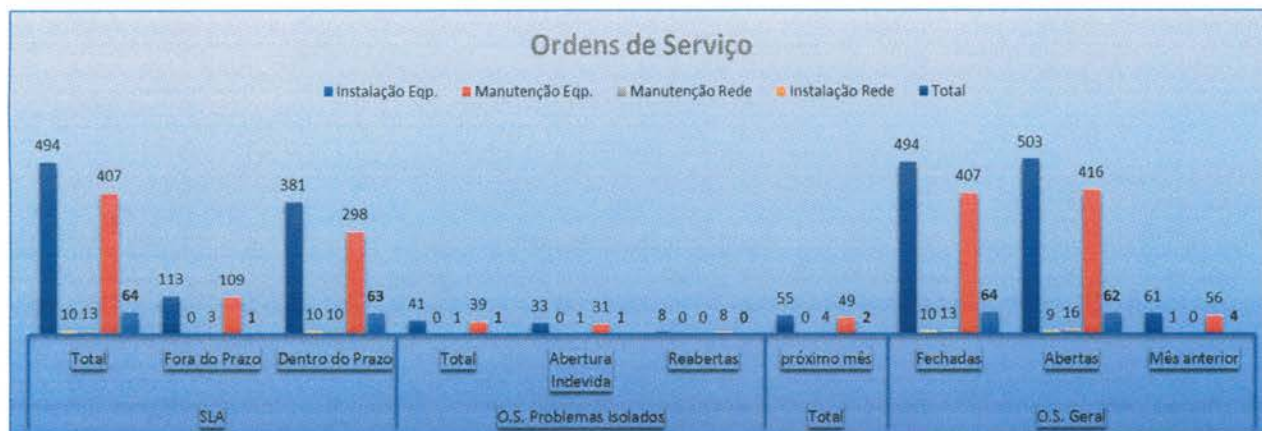 Ordens de Serviço
Instalação Eqp. Manutenção Eqp. Manutenção Rede Instalação Rede Total
494 10 13 407 64 113 0 3 109 1 381 10 10 298 63 41 0 1 39 1 33 0 1 31 1 8 0 0 8 0 55 0 4 49 2 494 10 13 407 64 503 9 16 416 62 61 1 0 56 4
Total Fora do Prazo Dentro do Prazo Total Abertura Indevida Reabertas próximo mês Fechadas Abertas Mês anterior
SLA O.S. Problemas Isolados Total O.S. Geral